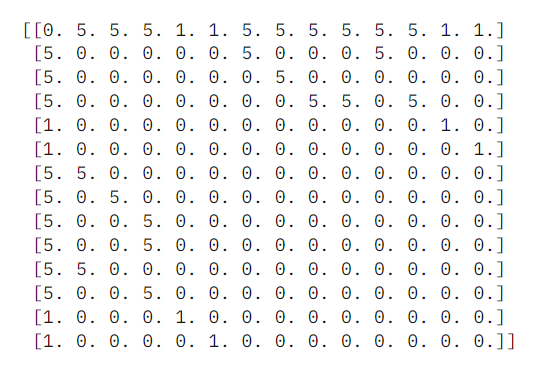 [[0. 5. 5. 5. 1. 1. 5. 5. 5. 5. 5. 5. 1. 1.]
[5. 0. 0. 0. 0. 0. 5. 0. 0. 0. 5. 0. 0. 0.]
[5. 0. 0. 0. 0. 0. 0. 5. 0. 0. 0. 0. 0. 0.]
[5. 0. 0. 0. 0. 0. 0. 0. 5. 5. 0. 5. 0. 0.]
[1. 0. 0. 0. 0. 0. 0. 0. 0. 0. 0. 0. 1. 0.]
[1. 0. 0. 0. 0. 0. 0. 0. 0. 0. 0. 0. 0. 1.]
[5. 5. 0. 0. 0. 0. 0. 0. 0. 0. 0. 0. 0. 0.]
[5. 0. 5. 0. 0. 0. 0. 0. 0. 0. 0. 0. 0. 0.]
[5. 0. 0. 5. 0. 0. 0. 0. 0. 0. 0. 0. 0. 0.]
[5. 0. 0. 5. 0. 0. 0. 0. 0. 0. 0. 0. 0. 0.]
[5. 5. 0. 0. 0. 0. 0. 0. 0. 0. 0. 0. 0. 0.]
[5. 0. 0. 5. 0. 0. 0. 0. 0. 0. 0. 0. 0. 0.]
[1. 0. 0. 0. 1. 0. 0. 0. 0. 0. 0. 0. 0. 0.]
[1. 0. 0. 0. 0. 1. 0. 0. 0. 0. 0. 0. 0. 0.]]